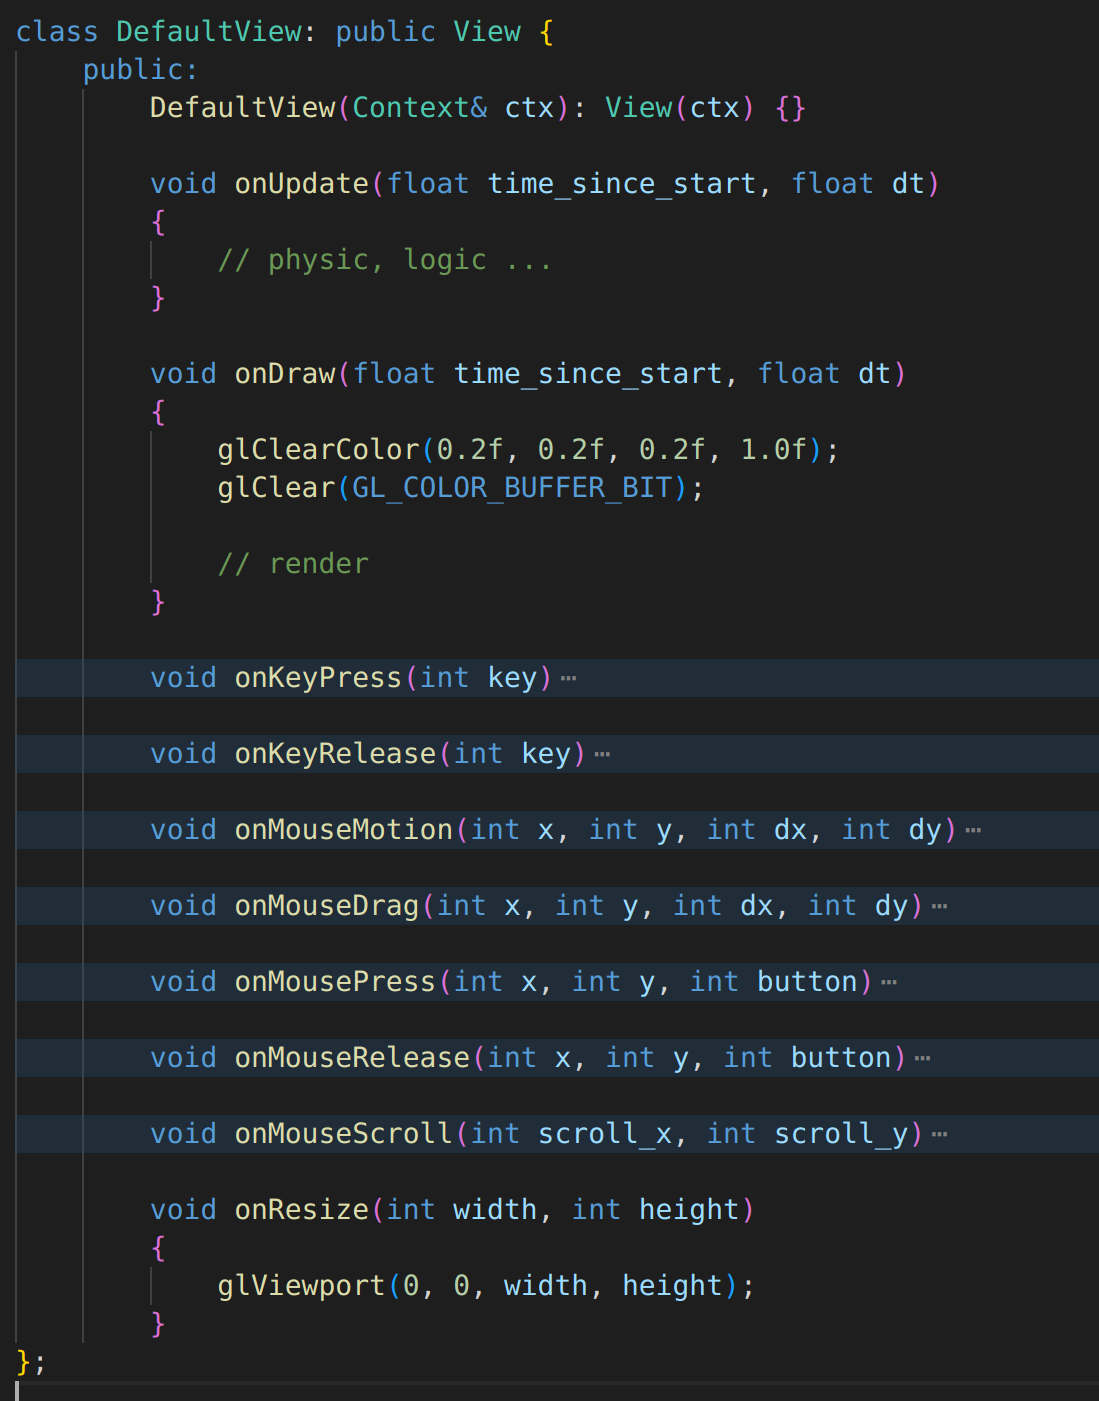 class DefaultView: public View {
    public:
        DefaultView(Context& ctx): View(ctx) {}

        void onUpdate(float time_since_start, float dt)
        {
            // physic, logic ...
        }

        void onDraw(float time_since_start, float dt)
        {
            glClearColor(0.2f, 0.2f, 0.2f, 1.0f);
            glClear(GL_COLOR_BUFFER_BIT);

            // render
        }

        void onKeyPress(int key)⋯

        void onKeyRelease(int key)⋯

        void onMouseMotion(int x, int y, int dx, int dy)⋯

        void onMouseDrag(int x, int y, int dx, int dy)⋯

        void onMousePress(int x, int y, int button)⋯

        void onMouseRelease(int x, int y, int button)⋯

        void onMouseScroll(int scroll_x, int scroll_y)⋯

        void onResize(int width, int height)
        {
            glViewport(0, 0, width, height);
        }
};